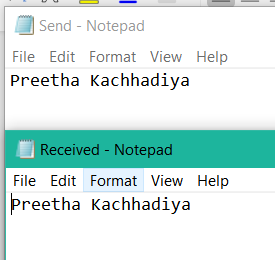 Send - Notepad
File Edit Format View Help
Preetha Kachhadiya
Received - Notepad
File Edit Format View Help
Preetha Kachhadiya